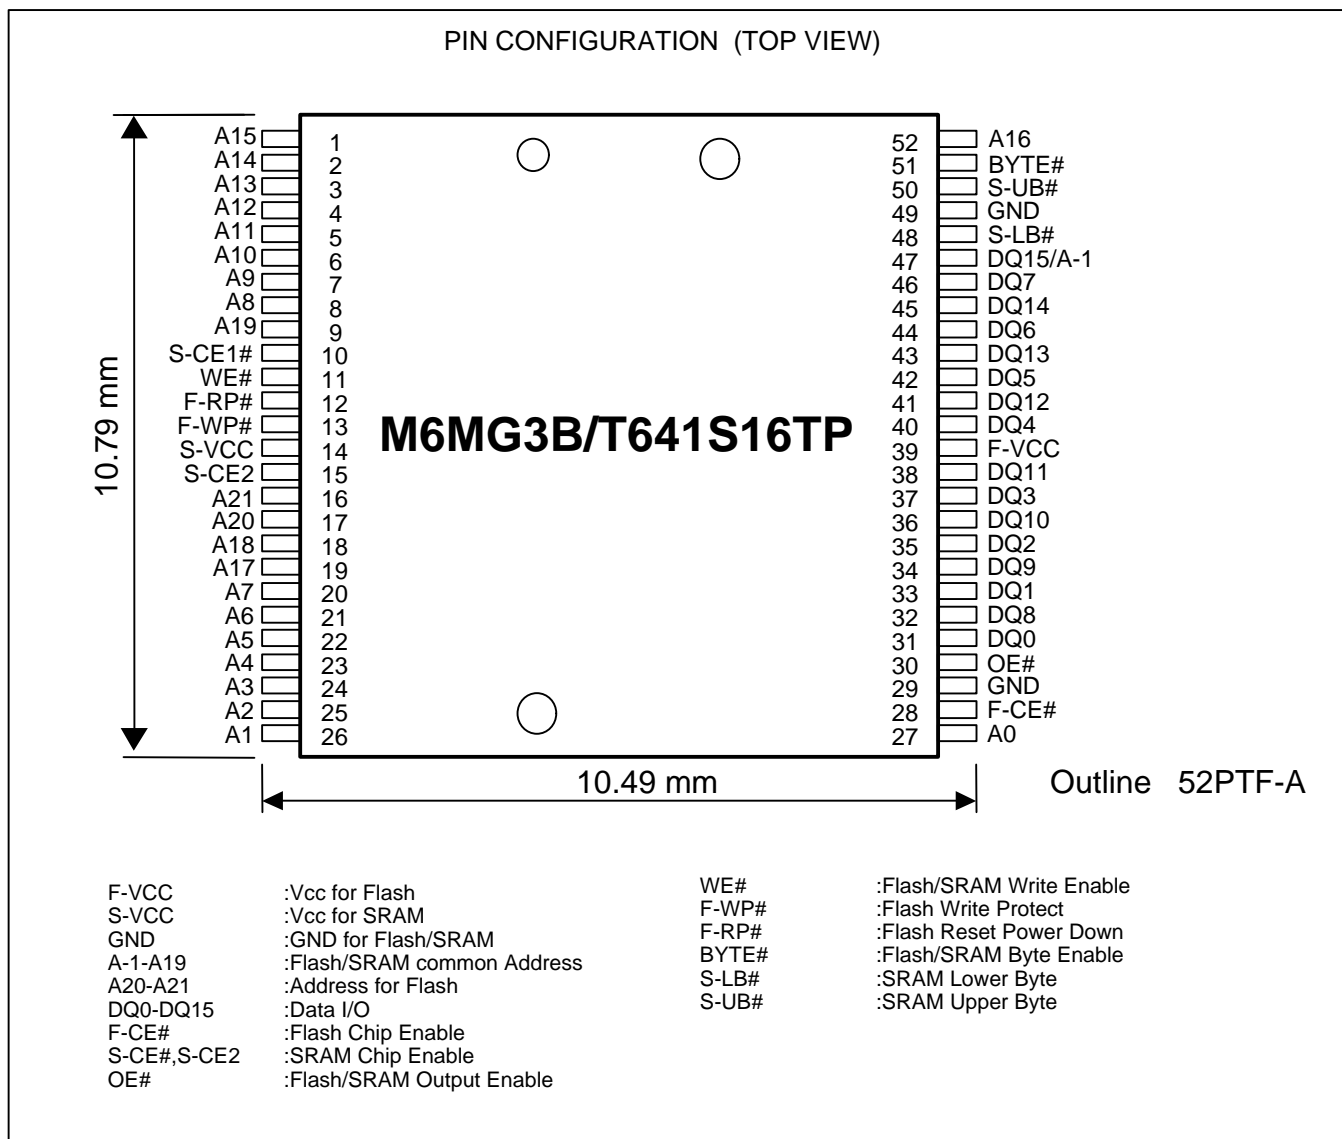 PIN CONFIGURATION (TOP VIEW)
A15 1 52 A16
A14 2 51 BYTE#
A13 3 50 S-UB#
A12 4 49 GND
A11 5 48 S-LB#
A10 6 47 DQ15/A-1
A9 7 46 DQ7
A8 8 45 DQ14
A19 9 44 DQ6
S-CE1# 10 43 DQ13
WE# 11 42 DQ5
F-RP# 12 41 DQ12
F-WP# 13 40 DQ4
S-VCC 14 39 F-VCC
S-CE2 15 38 DQ11
A21 16 37 DQ3
A20 17 36 DQ10
A18 18 35 DQ2
A17 19 34 DQ9
A7 20 33 DQ1
A6 21 32 DQ8
A5 22 31 DQ0
A4 23 30 OE#
A3 24 29 GND
A2 25 28 F-CE#
A1 26 27 A0
10.79 mm
M6MG3B/T641S16TP
10.49 mm
Outline 52PTF-A
F-VCC :Vcc for Flash
S-VCC :Vcc for SRAM
GND :GND for Flash/SRAM
A-1-A19 :Flash/SRAM common Address
A20-A21 :Address for Flash
DQ0-DQ15 :Data I/O
F-CE# :Flash Chip Enable
S-CE#,S-CE2 :SRAM Chip Enable
OE# :Flash/SRAM Output Enable
WE# :Flash/SRAM Write Enable
F-WP# :Flash Write Protect
F-RP# :Flash Reset Power Down
BYTE# :Flash/SRAM Byte Enable
S-LB# :SRAM Lower Byte
S-UB# :SRAM Upper Byte